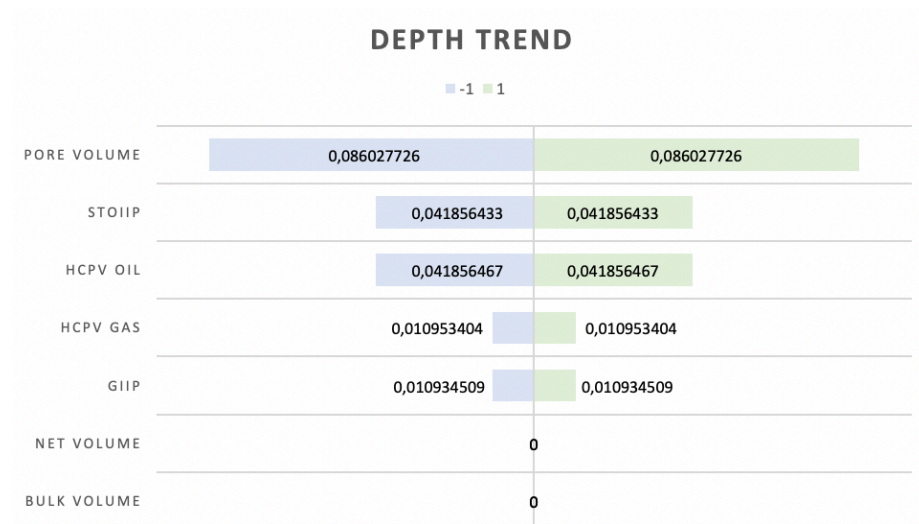 DEPTH TREND
-1 1
PORE VOLUME 0,086027726 0,086027726
STOIIP 0,041856433 0,041856433
HCPV OIL 0,041856467 0,041856467
HCPV GAS 0,010953404 0,010953404
GIIP 0,010934509 0,010934509
NET VOLUME 0
BULK VOLUME 0